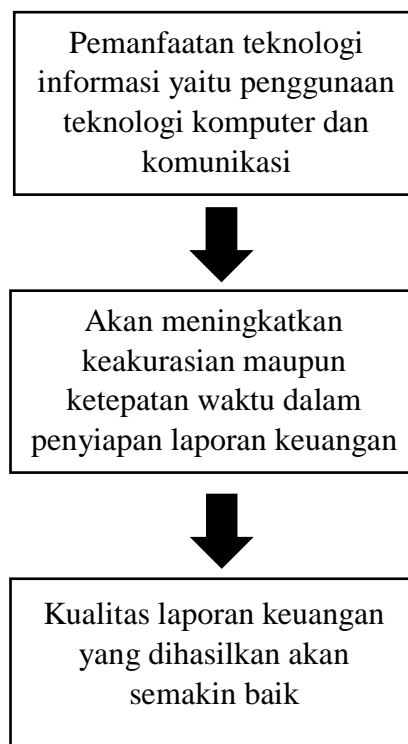 Pemanfaatan teknologi
informasi yaitu penggunaan
teknologi komputer dan
komunikasi
Akan meningkatkan
keakurasian maupun
ketepatan waktu dalam
penyiapan laporan keuangan
Kualitas laporan keuangan
yang dihasilkan akan
semakin baik